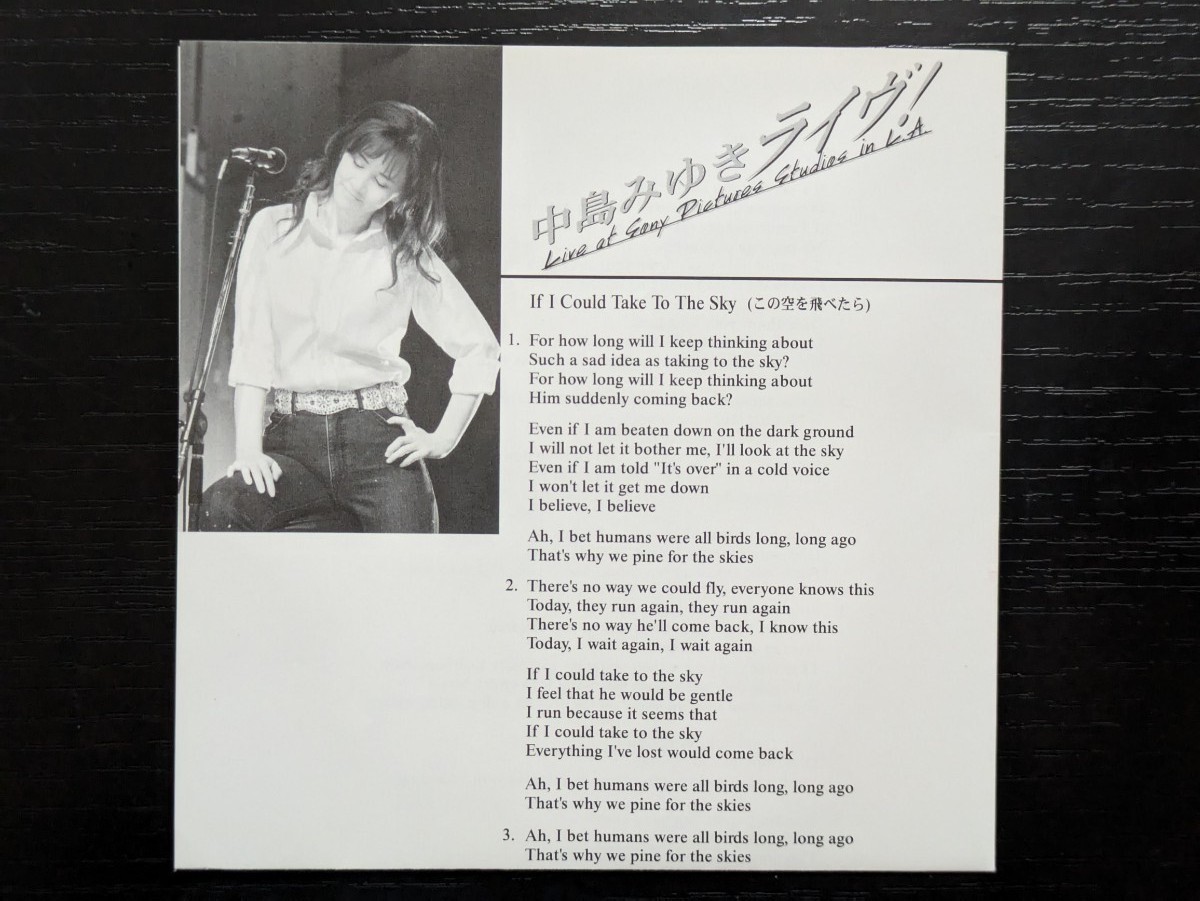 中島みゆきライヴ!
Live at Sony Pictures Studios in L.A.
If I Could Take To The Sky (この空を飛べたら)
1. For how long will I keep thinking about
Such a sad idea as taking to the sky?
For how long will I keep thinking about
Him suddenly coming back?
Even if I am beaten down on the dark ground
I will not let it bother me, I'll look at the sky
Even if I am told "It's over" in a cold voice
I won't let it get me down
I believe, I believe
Ah, I bet humans were all birds long, long ago
That's why we pine for the skies
2. There's no way we could fly, everyone knows this
Today, they run again, they run again
There's no way he'll come back, I know this
Today, I wait again, I wait again
If I could take to the sky
I feel that he would be gentle
I run because it seems that
If I could take to the sky
Everything I've lost would come back
Ah, I bet humans were all birds long, long ago
That's why we pine for the skies
3. Ah, I bet humans were all birds long, long ago
That's why we pine for the skies